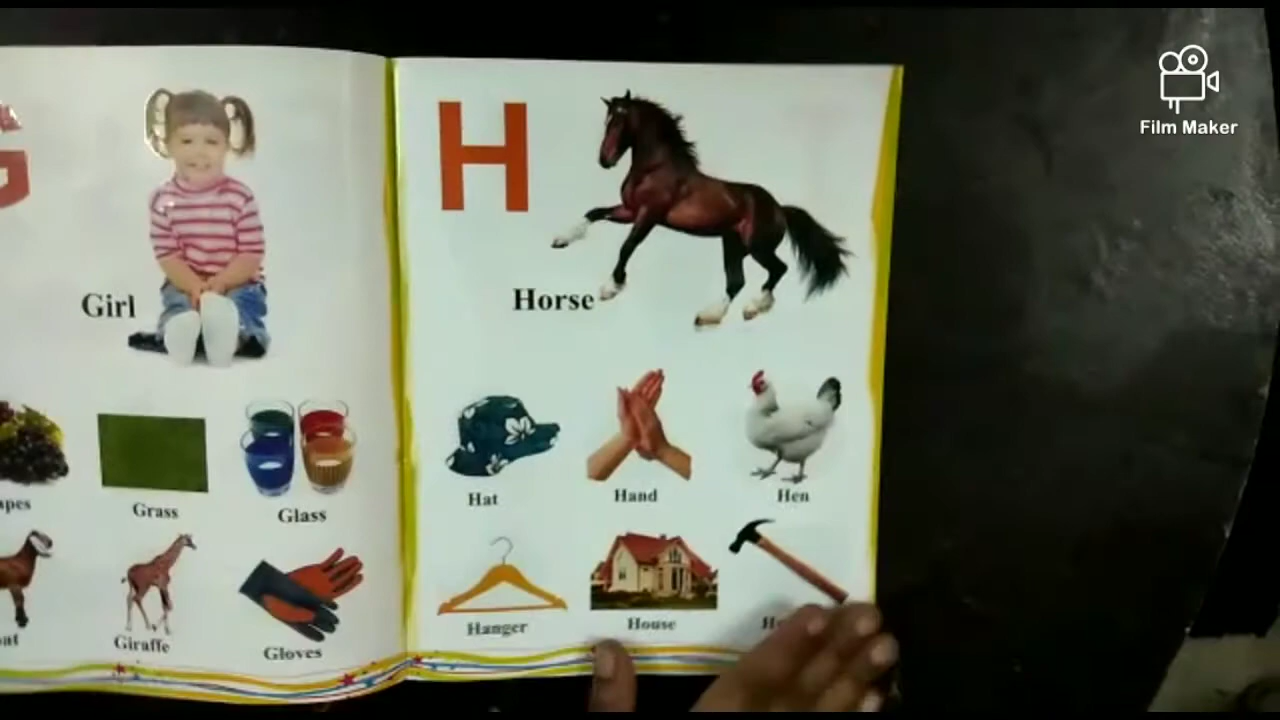 G
Girl
Grass
Glass
Giraffe
Gloves
H
Horse
Hat
Hand
Hen
Hanger
House
Film Maker